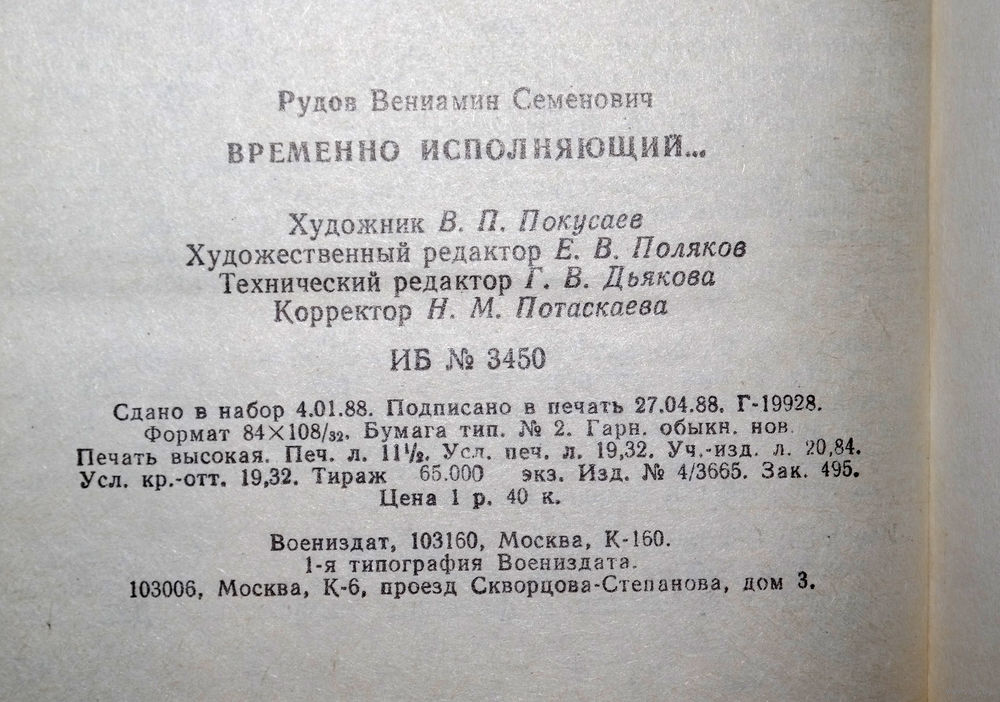 Рудов Вениамин Семенович
ВРЕМЕННО ИСПОЛНЯЮЩИЙ...
Художник В. П. Покусаев
Художественный редактор Е. В. Поляков
Технический редактор Г. В. Дьякова
Корректор Н. М. Потаскаева
ИБ № 3450
Сдано в набор 4.01.88. Подписано в печать 27.04.88. Г-19928.
Формат 84×108/32. Бумага тип. № 2. Гарн. обыкн. нов.
Печать высокая. Печ. л. 11½. Усл. печ. л. 19,32. Уч.-изд. л. 20,84.
Усл. кр.-отт. 19,32. Тираж 65.000 экз. Изд. № 4/3665. Зак. 495.
Цена 1 р. 40 к.
Воениздат, 103160, Москва, К-160.
1-я типография Воениздата.
103006, Москва, К-6, проезд Скворцова-Степанова, дом 3.